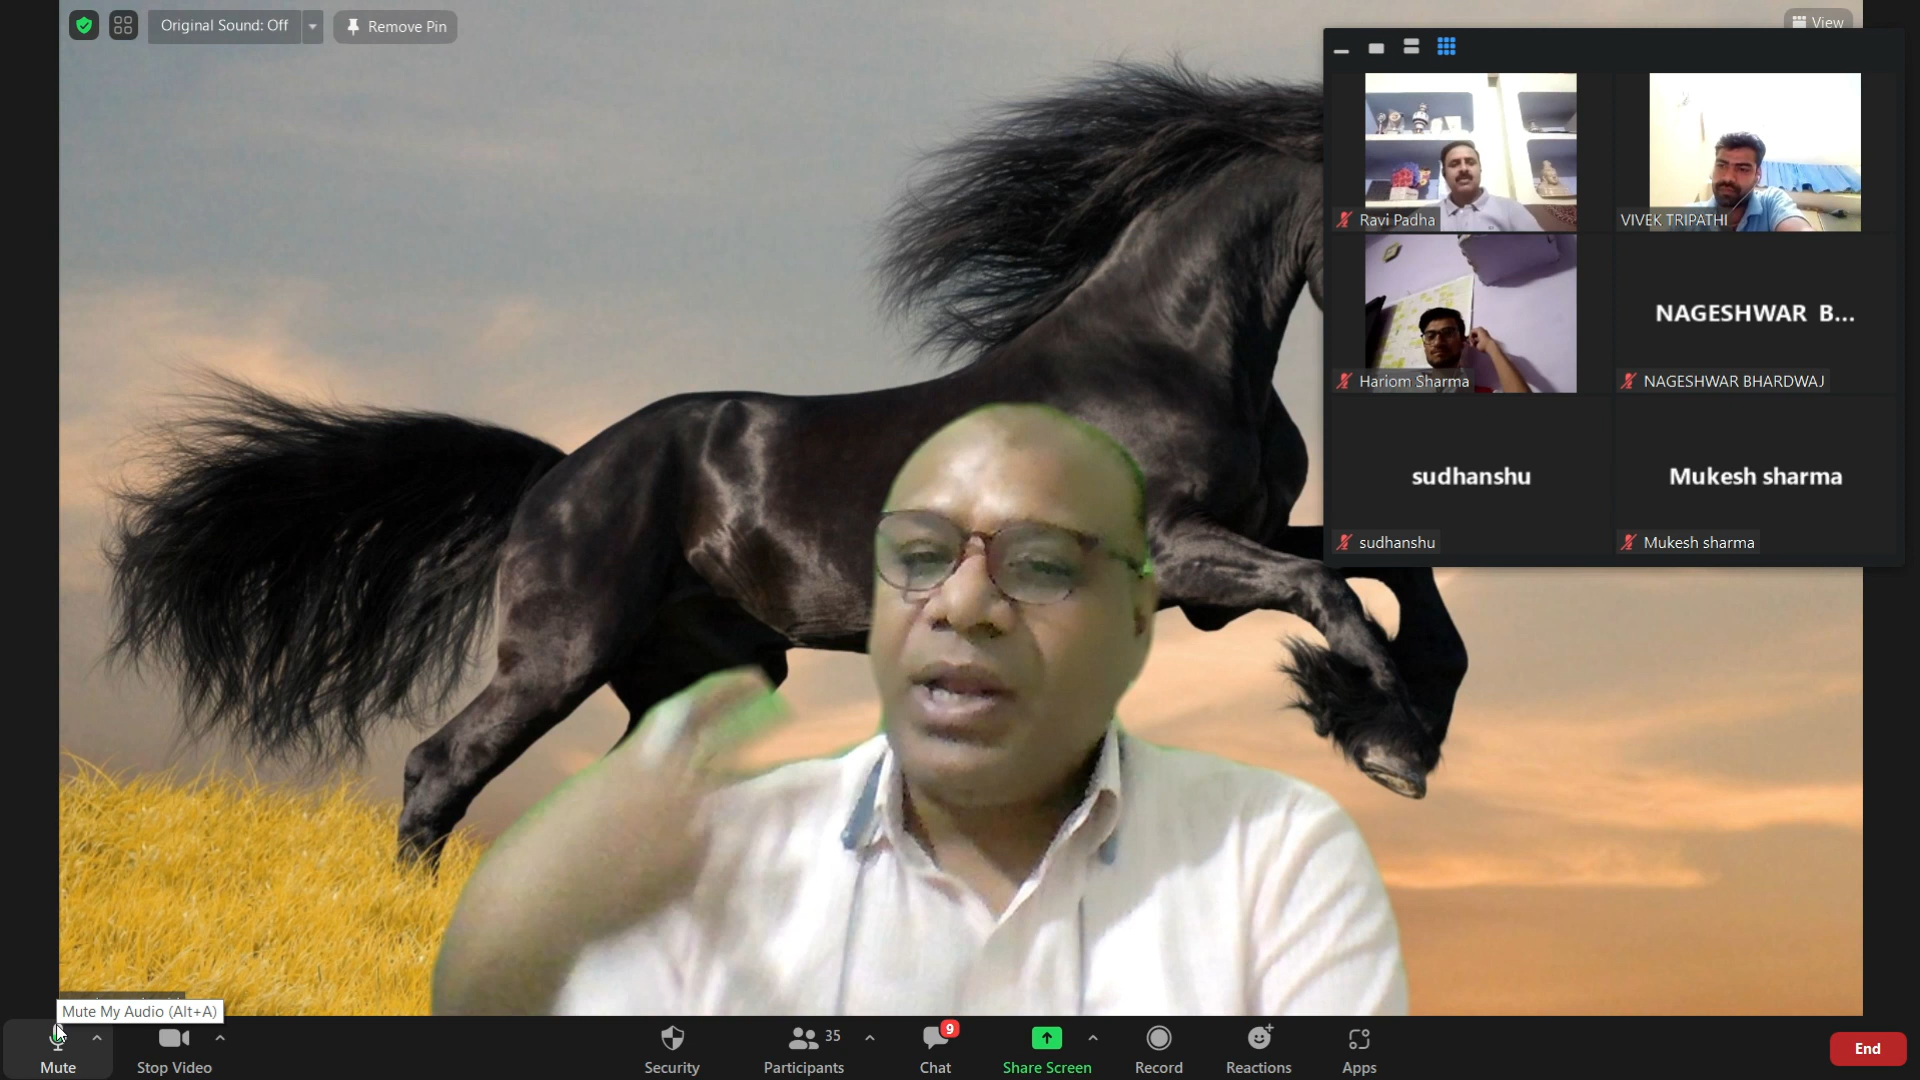 Original Sound: Off
Remove Pin
View
Ravi Padha
VIVEK TRIPATHI
Hariom Sharma
NAGESHWAR B...
NAGESHWAR BHARDWAJ
sudhanshu
Mukesh sharma
sudhanshu
Mukesh sharma
Mute My Audio (Alt+A)
Mute
Stop Video
Security
35
Participants
9
Chat
Share Screen
Record
Reactions
Apps
End